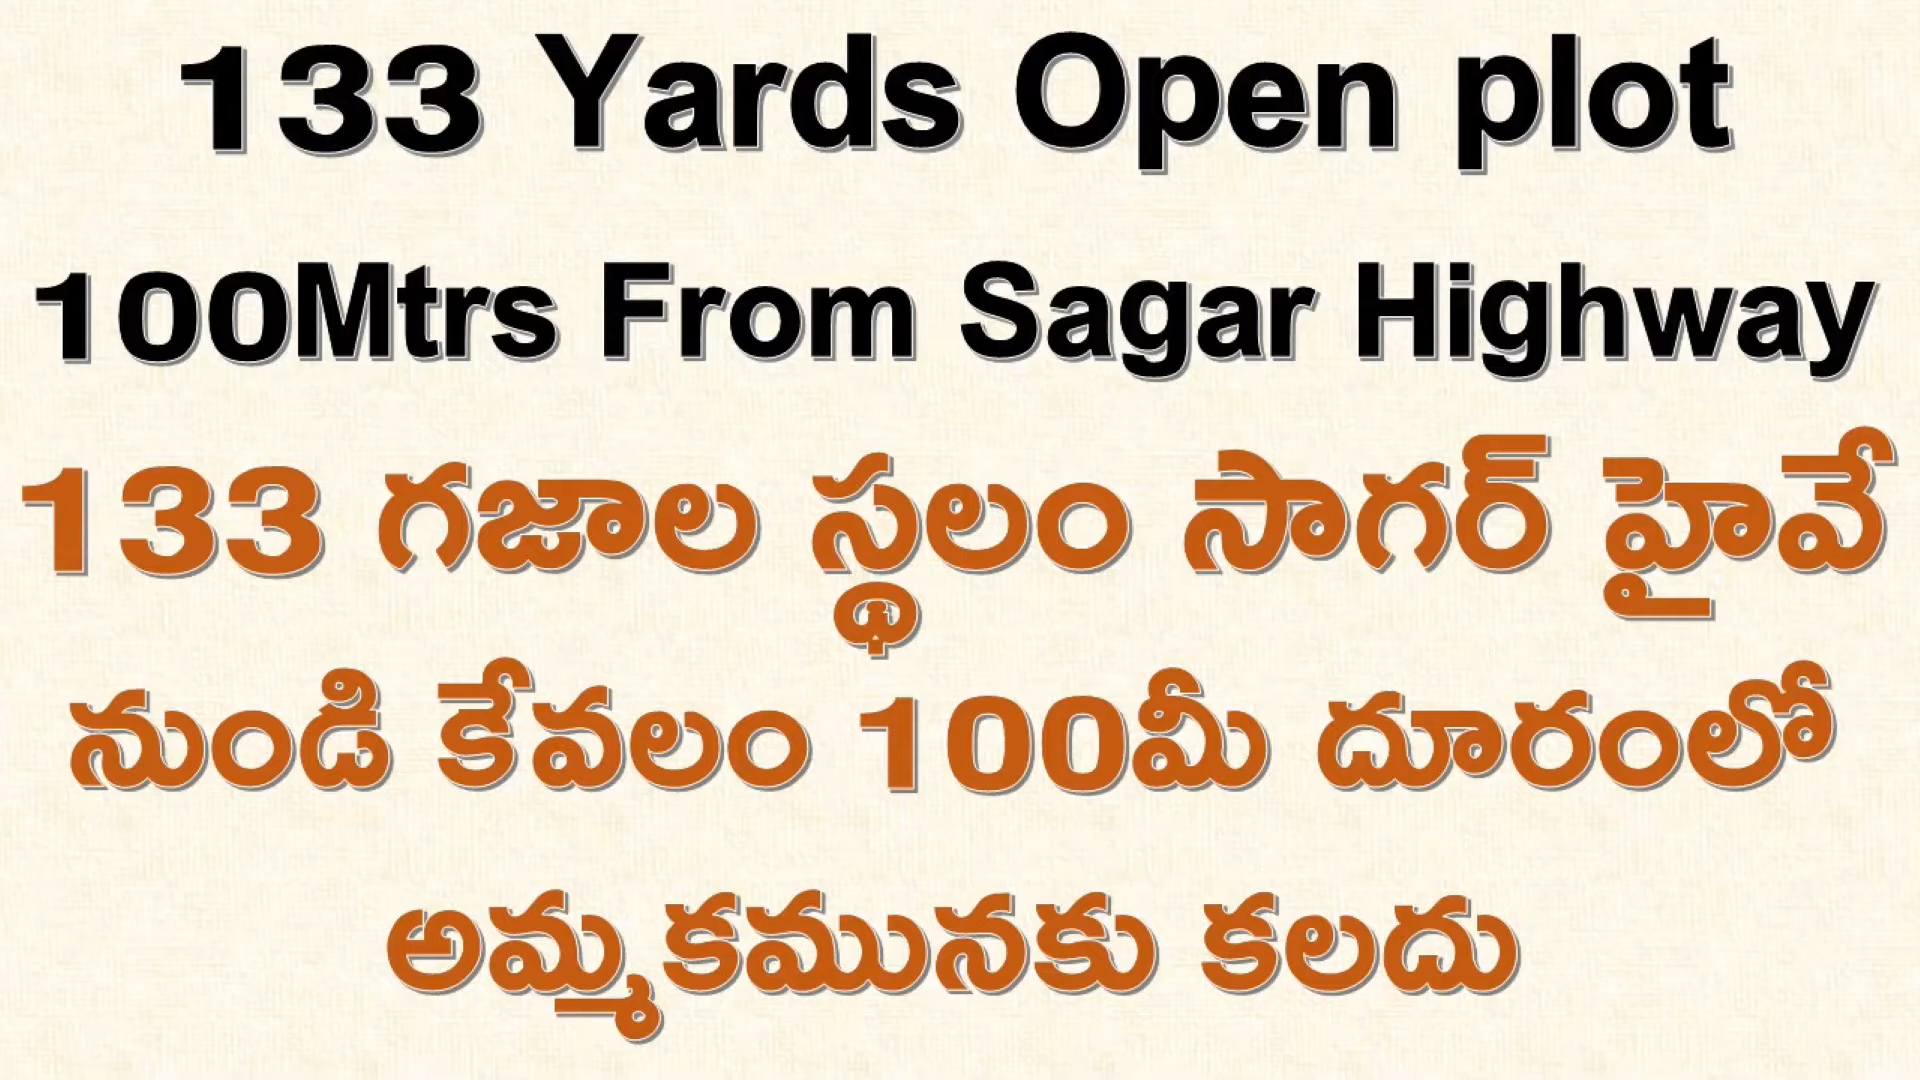 133 Yards Open plot
100Mtrs From Sagar Highway
133 గజాల స్థలం సాగర్ హైవే
నుండి కేవలం 100మీ దూరంలో
అమ్మకమునకు కలదు